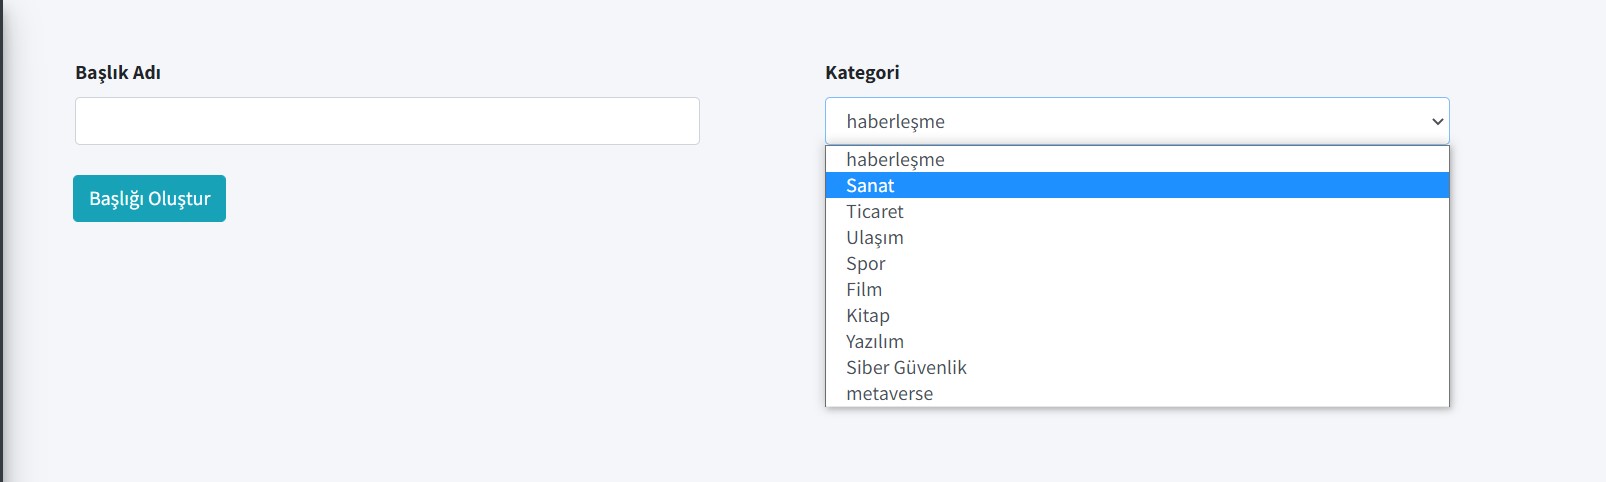 Başlık Adı
Başlığı Oluştur
Kategori
haberleşme
haberleşme
Sanat
Ticaret
Ulaşım
Spor
Film
Kitap
Yazılım
Siber Güvenlik
metaverse